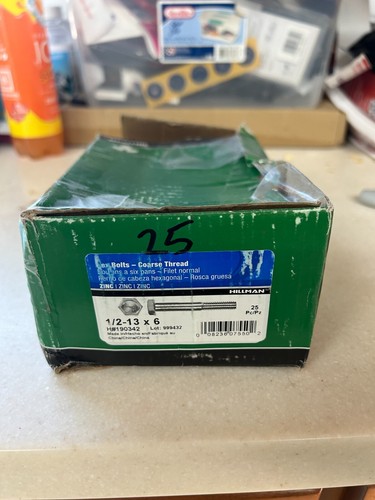 25
Hex Bolts – Coarse Thread
Boulons à six pans – Filet normal
Perno de cabeza hexagonal – Rosca gruesa
ZINC | ZINC | ZINC
HILLMAN
25
Pc/Pz
1/2-13 x 6
H#190342 Lot: 999432
0 08236 07550 2